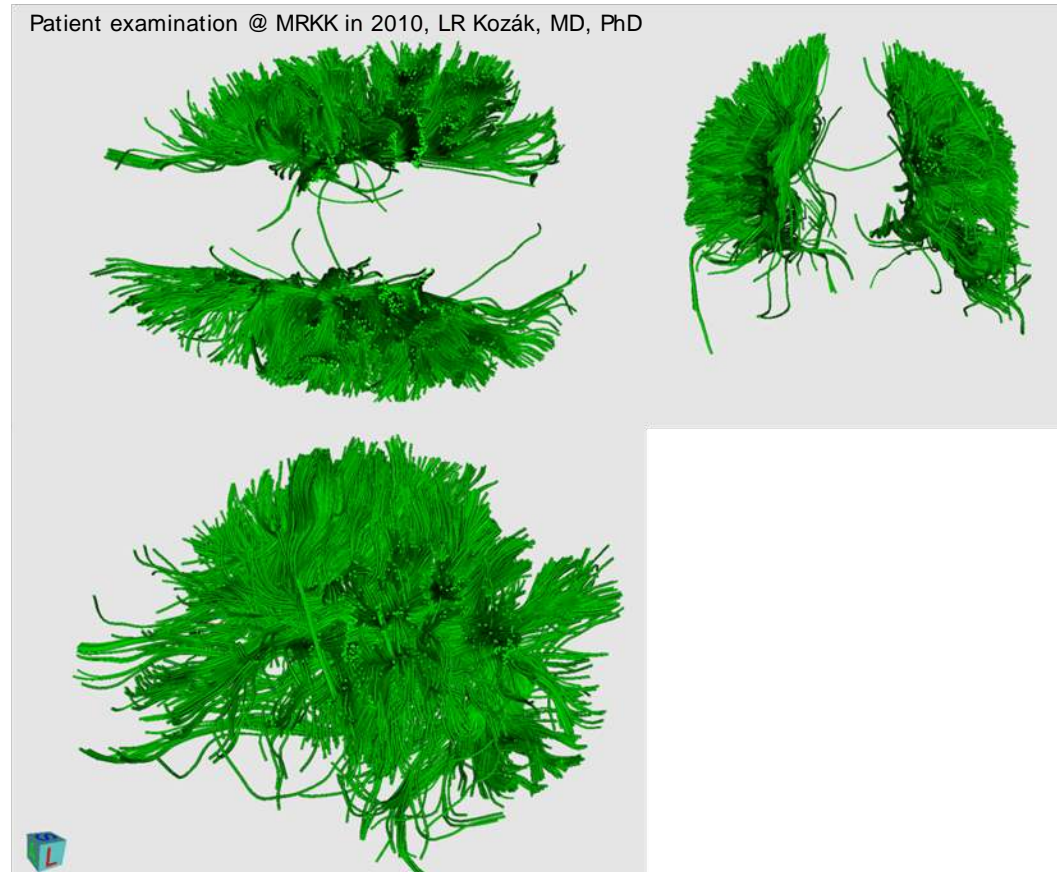 Patient examination @ MRKK in 2010, LR Kozák, MD, PhD
S
L